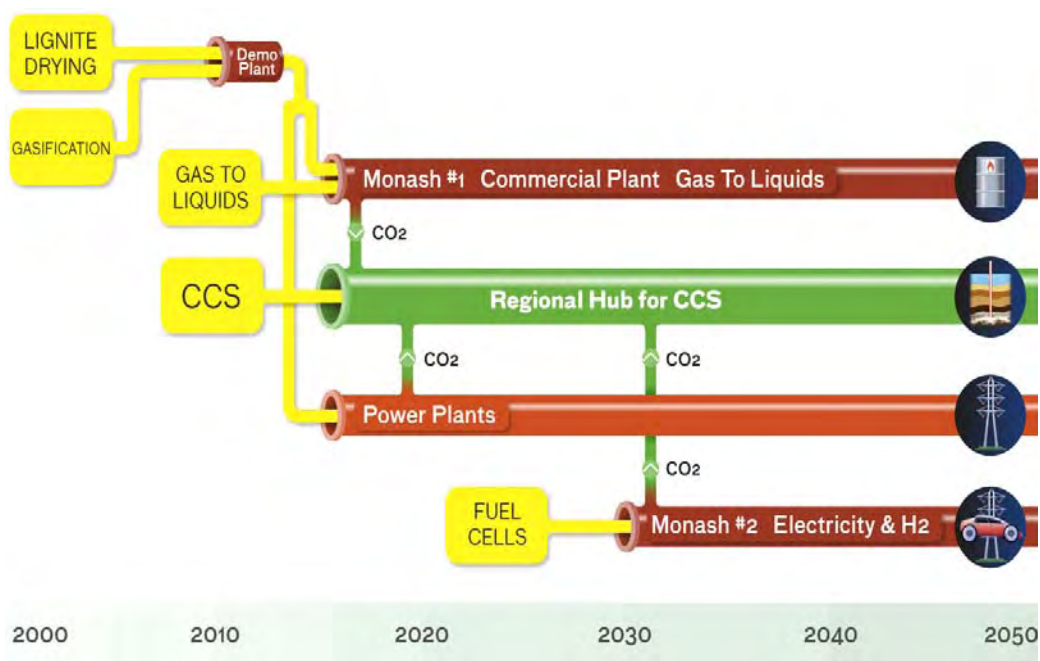 LIGNITE
DRYING
Demo
Plant
GASIFICATION
GAS TO
LIQUIDS
Monash #1 Commercial Plant Gas To Liquids
CO2
CCS
Regional Hub for CCS
CO2
CO2
Power Plants
CO2
FUEL
CELLS
Monash #2 Electricity & H2
2000 2010 2020 2030 2040 2050